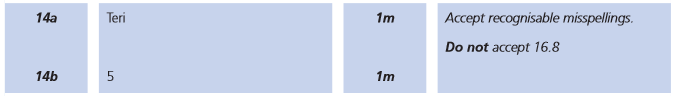 14a Teri 1m Accept recognisable misspellings.
Do not accept 16.8
14b 5 1m